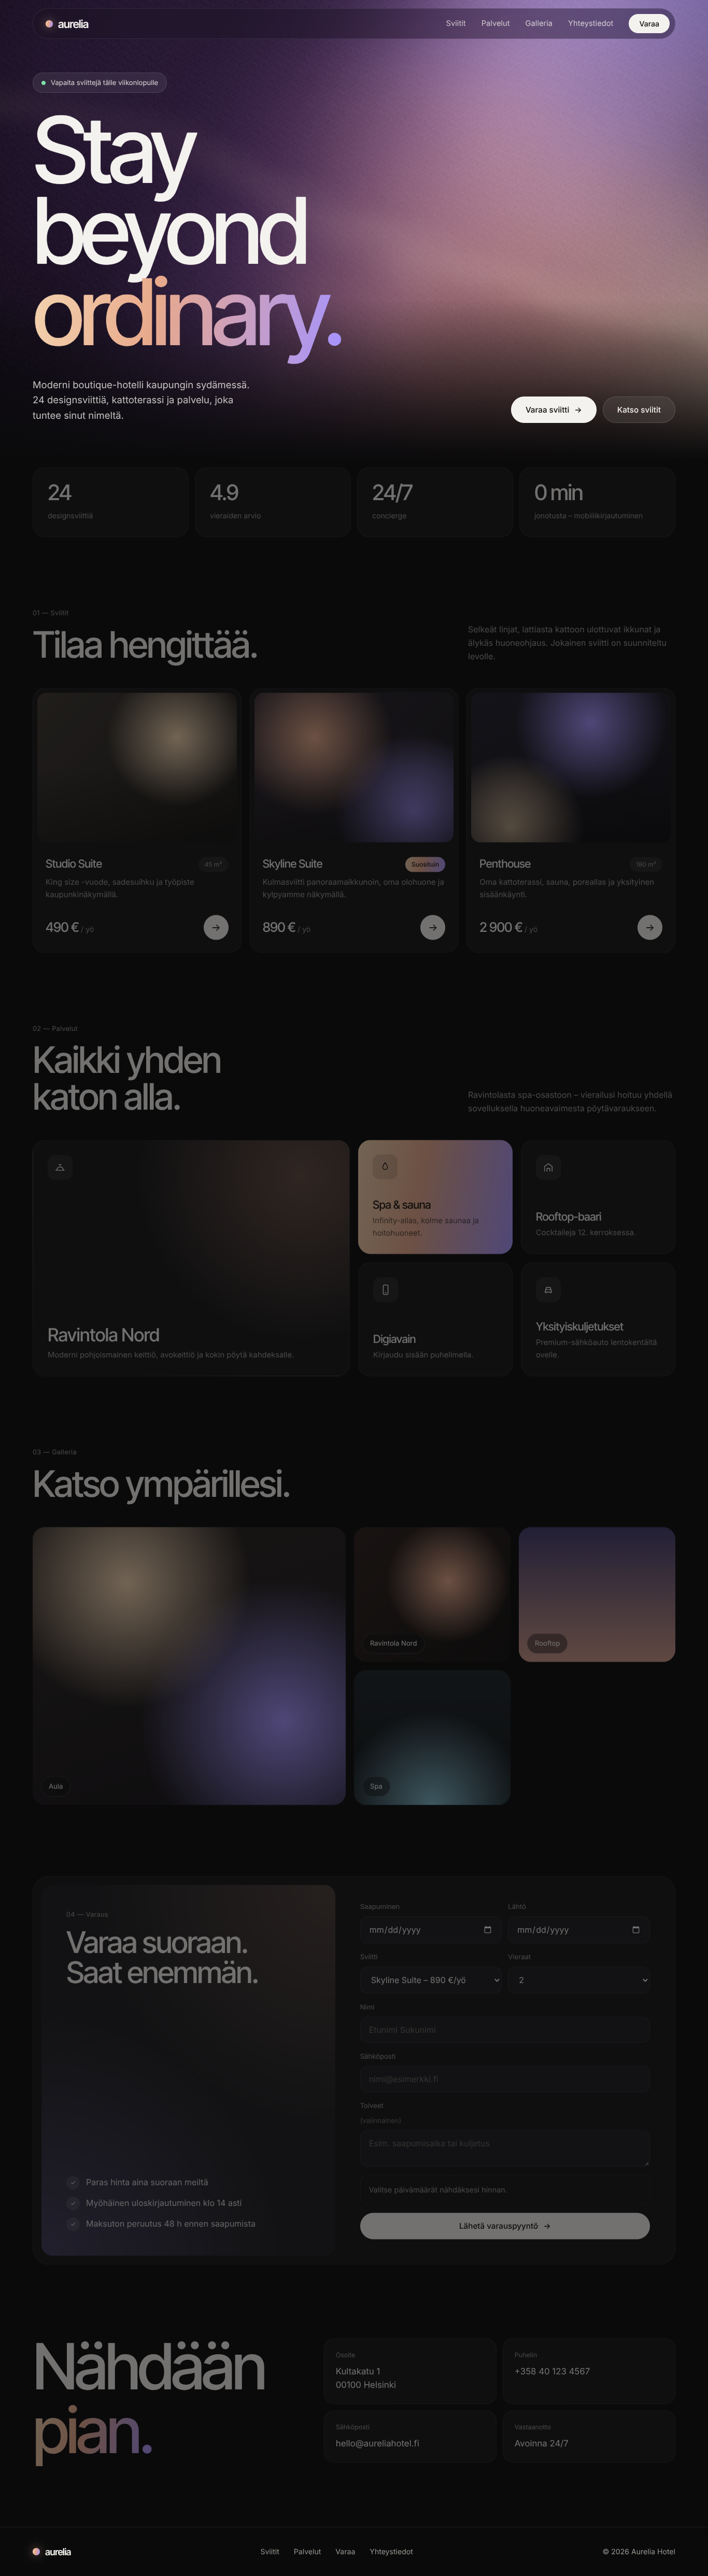 aurelia
Sviitit
Palvelut
Galleria
Yhteystiedot
Varaa
Vapaita sviittejä tälle viikonlopulle
Stay
beyond
ordinary.
Moderni boutique-hotelli kaupungin sydämessä.
24 designsviittiä, kattoterassi ja palvelu, joka
tuntee sinut nimeltä.
Varaa sviitti →
Katso sviitit
24
designsviittiä
4.9
vieraiden arvio
24/7
concierge
0 min
jonotusta – mobiilikirjautuminen
01 — Sviitit
Tilaa hengittää.
Selkeät linjat, lattiasta kattoon ulottuvat ikkunat ja
älykäs huoneohjaus. Jokainen sviitti on suunniteltu
levolle.
Studio Suite
45 m²
King size -vuode, sadesuihku ja työpiste
kaupunkinäkymällä.
490 € / yö
→
Skyline Suite
Suosituin
Kulmasviitti panoraamaikkunoin, oma olohuone ja
kylpyamme näkymällä.
890 € / yö
→
Penthouse
180 m²
Oma kattoterassi, sauna, poreallas ja yksityinen
sisäänkäynti.
2 900 € / yö
→
02 — Palvelut
Kaikki yhden
katon alla.
Ravintolasta spa-osastoon – vierailusi hoituu yhdellä
sovelluksella huoneavaimesta pöytävaraukseen.
Ravintola Nord
Moderni pohjoismainen keittiö, avokeittiö ja kokin pöytä kahdeksalle.
Spa & sauna
Infinity-allas, kolme saunaa ja
hoitohuoneet.
Rooftop-baari
Cocktaileja 12. kerroksessa.
Digiavain
Kirjaudu sisään puhelimella.
Yksityiskuljetukset
Premium-sähköauto lentokentältä
ovelle.
03 — Galleria
Katso ympärillesi.
Aula
Ravintola Nord
Rooftop
Spa
04 — Varaus
Varaa suoraan.
Saat enemmän.
Paras hinta aina suoraan meiltä
Myöhäinen uloskirjautuminen klo 14 asti
Maksuton peruutus 48 h ennen saapumista
Saapuminen
Lähtö
mm/dd/yyyy
mm/dd/yyyy
Sviitti
Vieraat
Skyline Suite – 890 €/yö
2
Nimi
Etunimi Sukunimi
Sähköposti
nimi@esimerkki.fi
Toiveet
(valinnainen)
Esim. saapumisaika tai kuljetus
Valitse päivämäärät nähdäksesi hinnan.
Lähetä varauspyyntö →
Nähdään
pian.
Osoite
Kultakatu 1
00100 Helsinki
Puhelin
+358 40 123 4567
Sähköposti
hello@aureliahotel.fi
Vastaanotto
Avoinna 24/7
aurelia
Sviitit
Palvelut
Varaa
Yhteystiedot
© 2026 Aurelia Hotel